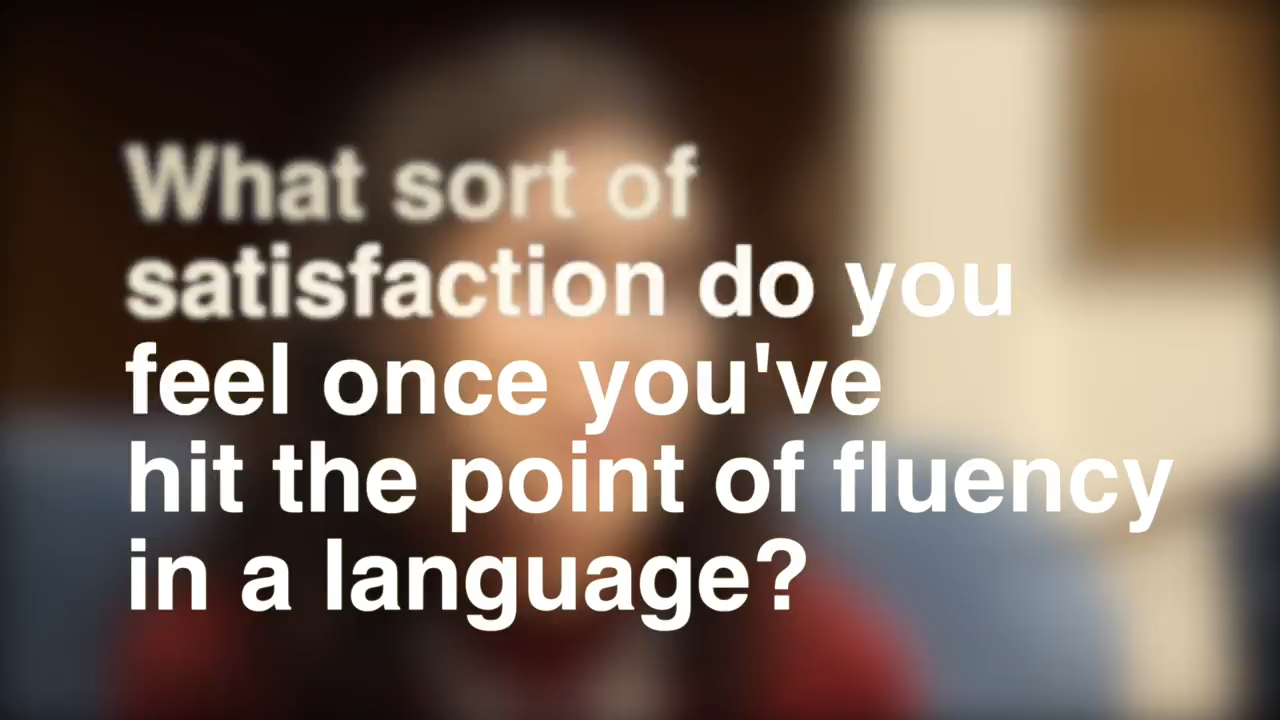 What sort of
satisfaction do you
feel once you've
hit the point of fluency
in a language?